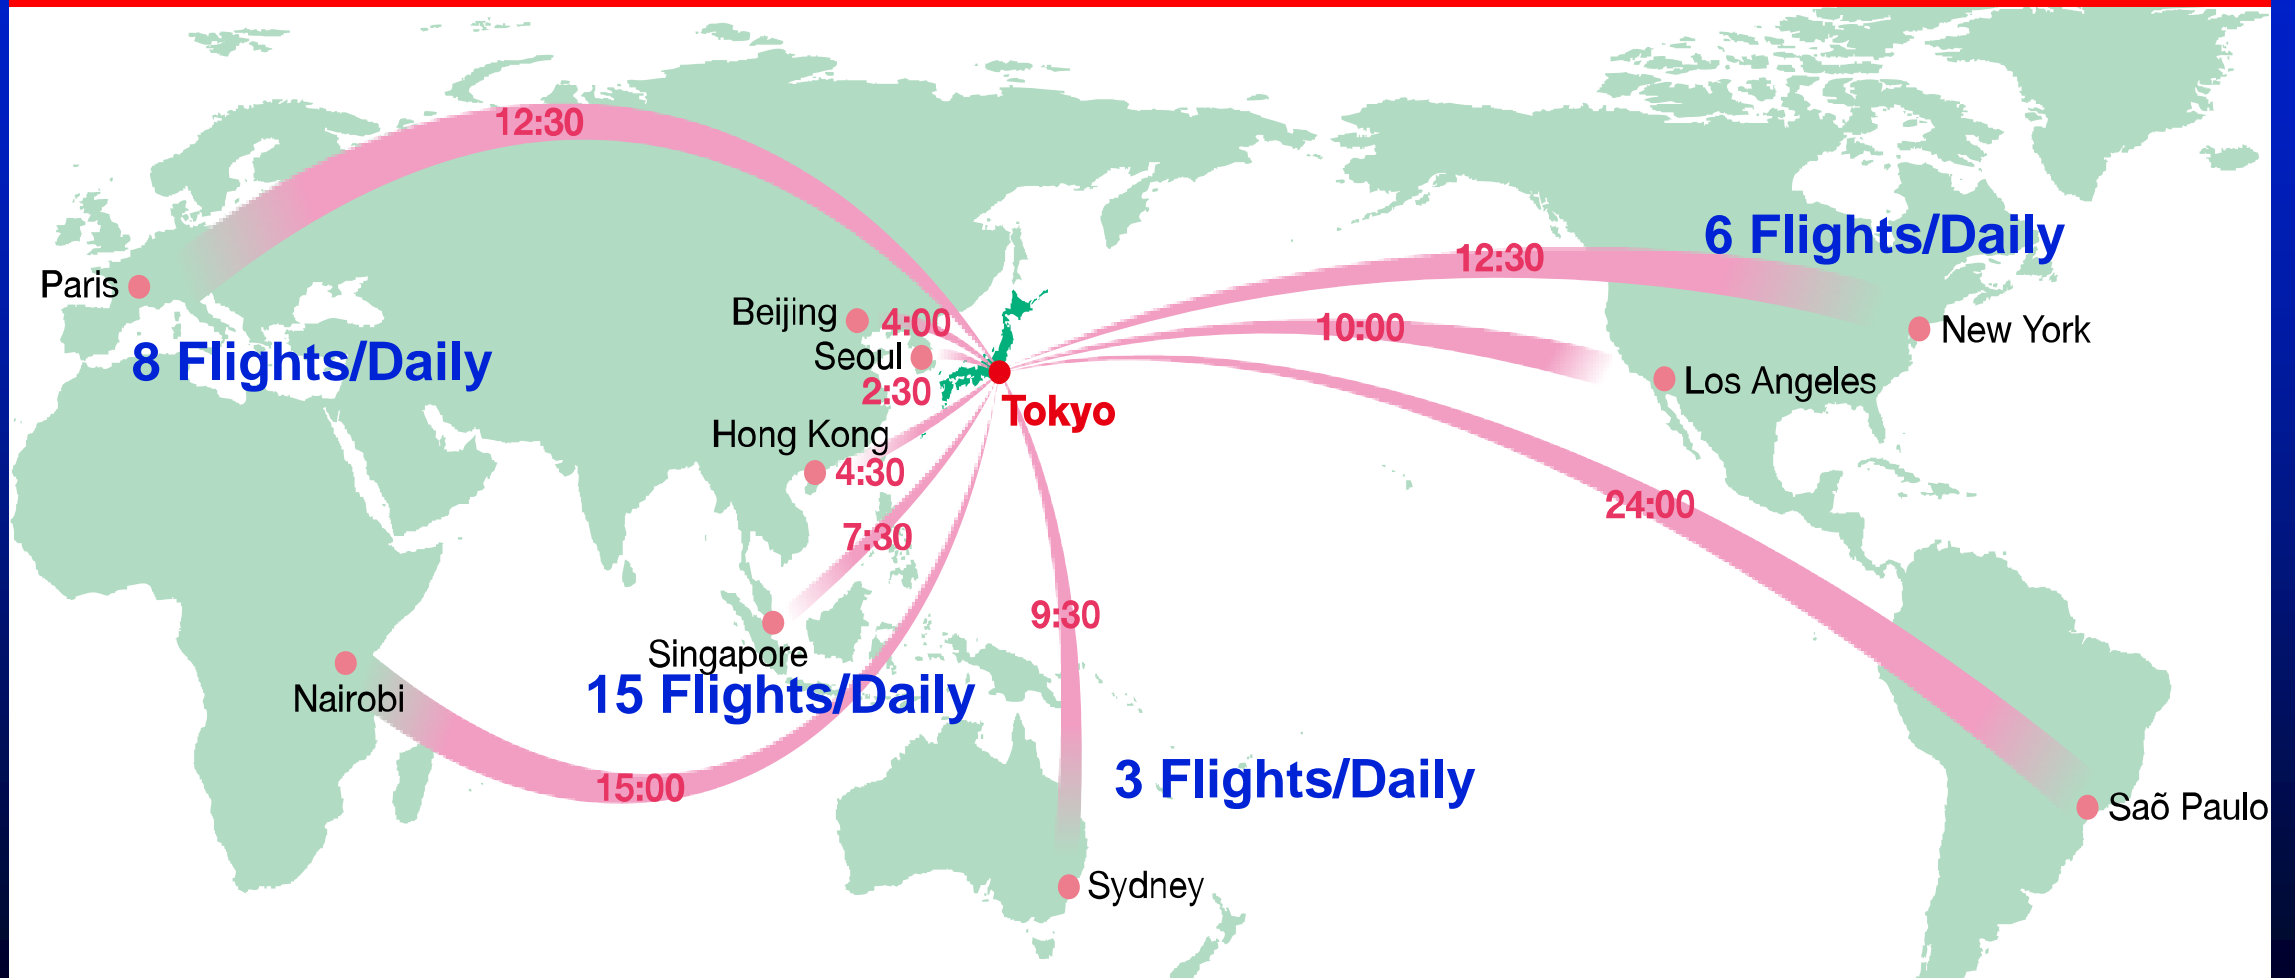 12:30
6 Flights/Daily
12:30
Paris
Beijing
4:00
10:00
New York
Seoul
8 Flights/Daily
2:30
Los Angeles
Tokyo
Hong Kong
4:30
24:00
7:30
9:30
Singapore
Nairobi
15 Flights/Daily
15:00
3 Flights/Daily
Saõ Paulo
Sydney